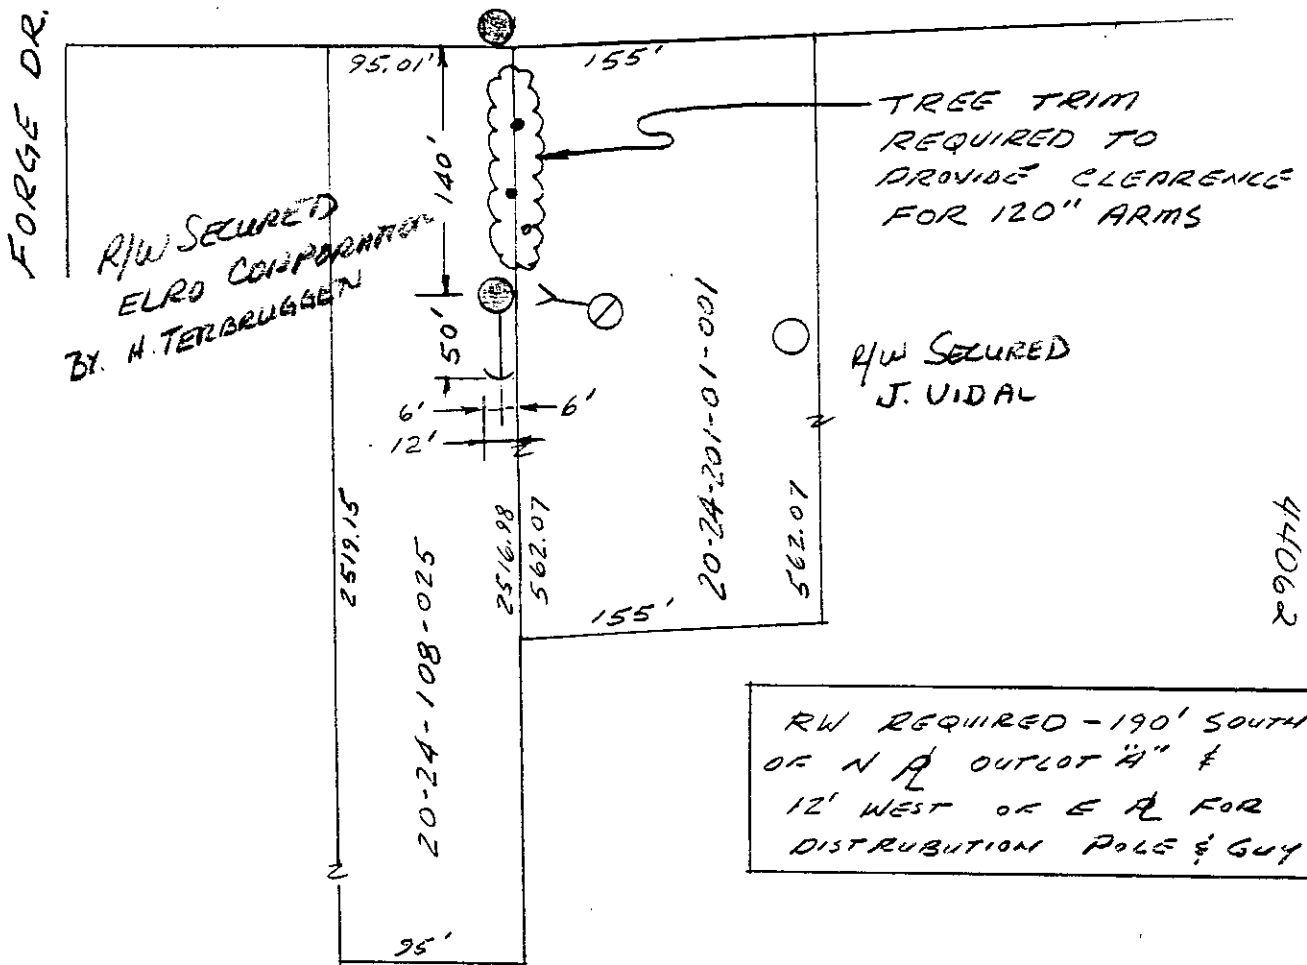 FORGE DR.
95.01'
155'
TREE TRIM
REQUIRED TO
PROVIDE CLEARENCE
FOR 120" ARMS
140'
R/W SECURED
ELRO CORPORATION
BY. H. TERBRUGGEN
50'
6'
6'
12'
R/W SECURED
J. VIDAL
2519.15
20-24-108-025
2516.98
562.07
20-24-201-01-001
562.07
155'
44062
RW REQUIRED - 190' SOUTH
OF N PL OUTLOT "A" &
12' WEST OF E PL FOR
DISTRUBUTION POLE & GUY
95'